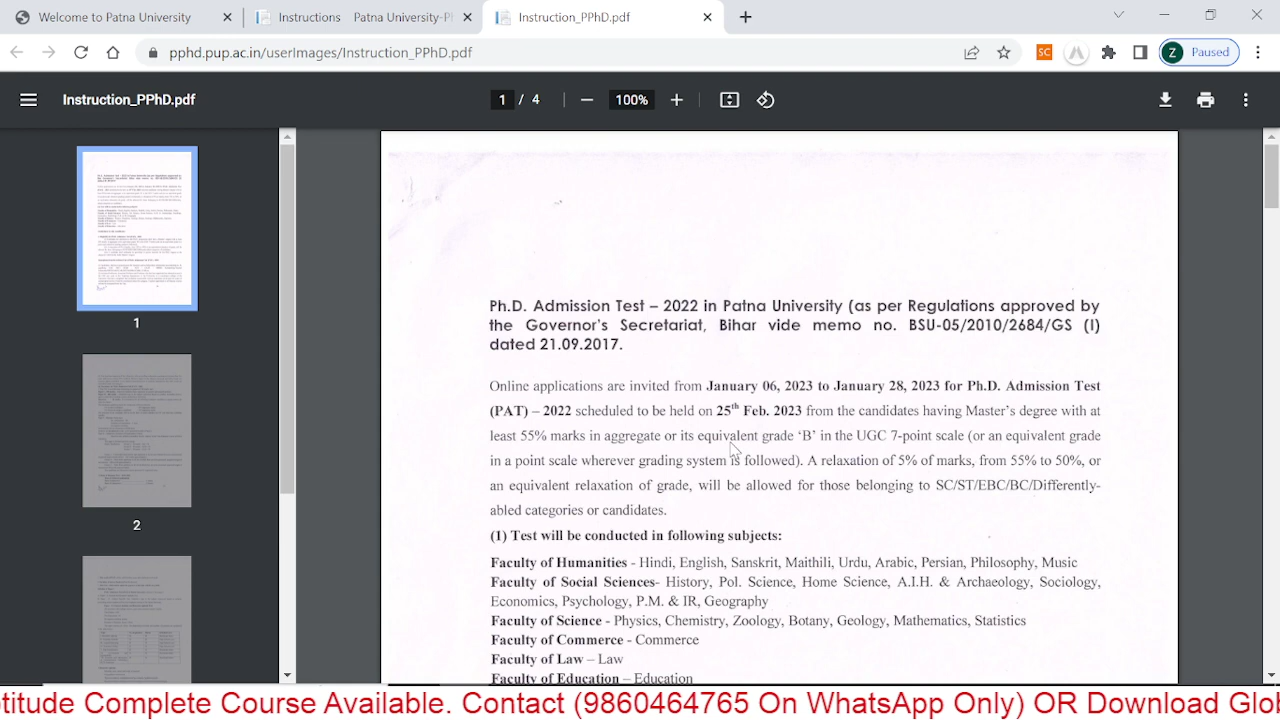 Welcome to Patna University
Instructions Patna University-P
Instruction_PPhD.pdf
pphd.pup.ac.in/userImages/Instruction_PPhD.pdf
SC
Z Paused
Instruction_PPhD.pdf
1 / 4
100%
1
2
Ph.D. Admission Test – 2022 in Patna University (as per Regulations approved by
the Governor's Secretariat, Bihar vide memo no. BSU-05/2010/2684/GS (I)
dated 21.09.2017.
Online applications are invited from January 06, 2023 to January 28, 2023 for Ph.D. Admission Test
(PAT) –2022 scheduled to be held on 25th Feb. 2023 from the candidates having Master's degree with at
least 55% marks in aggregate or its equivalent grade 'B' in the UGC 7-point scale (or an equivalent grade
in a point scale wherever grading system is followed). A relaxation of 5% of marks, from 55% to 50%, or
an equivalent relaxation of grade, will be allowed for those belonging to SC/ST/EBC/BC/Differently-
abled categories or candidates.
(1) Test will be conducted in following subjects:
Faculty of Humanities - Hindi, English, Sanskrit, Maithili, Urdu, Arabic, Persian, Philosophy, Music
Faculty of Social Sciences- History, Pol. Science, Home Science, A.I.H. & Archaeology, Sociology,
Economics, Psychology, P.M. & IR, Geography
Faculty of Science - Physics, Chemistry, Zoology, Botany, Geology, Mathematics, Statistics
Faculty of Commerce - Commerce
Faculty of Law – Law
Faculty of Education – Education
titude Complete Course Available. Contact (9860464765 On WhatsApp Only) OR Download Glo